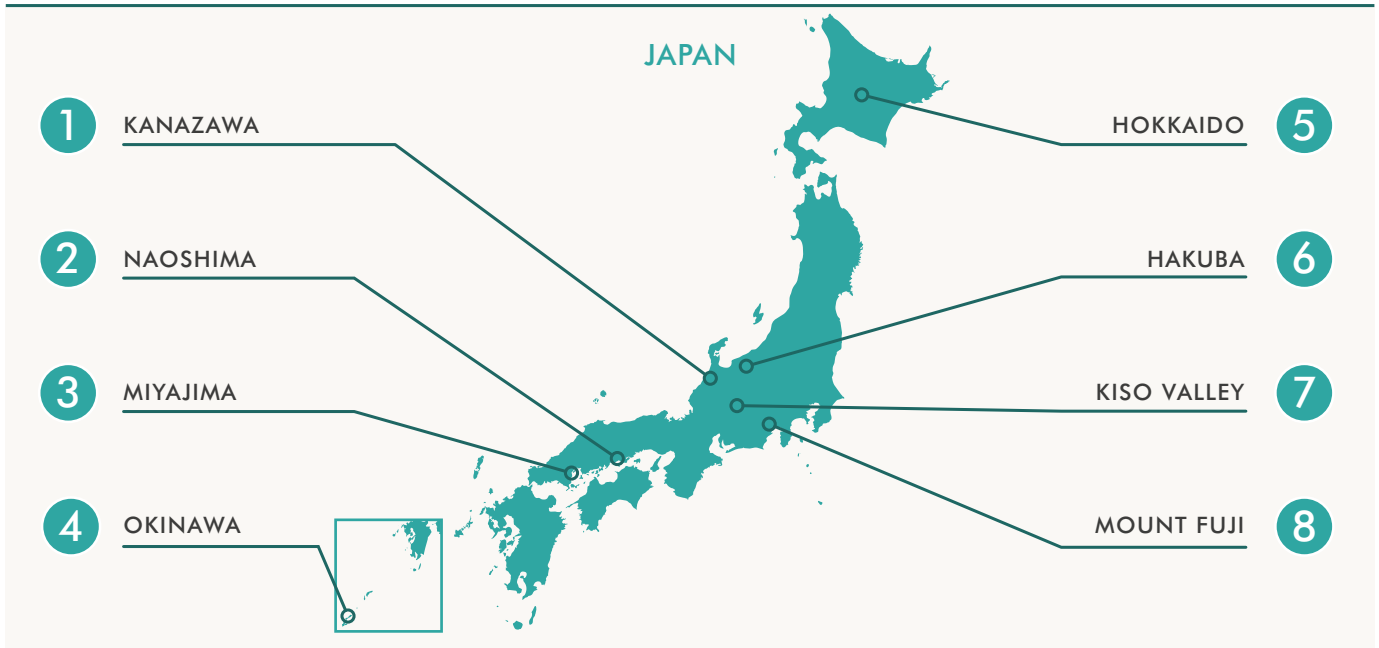 JAPAN
1 KANAZAWA
2 NAOSHIMA
3 MIYAJIMA
4 OKINAWA
HOKKAIDO 5
HAKUBA 6
KISO VALLEY 7
MOUNT FUJI 8